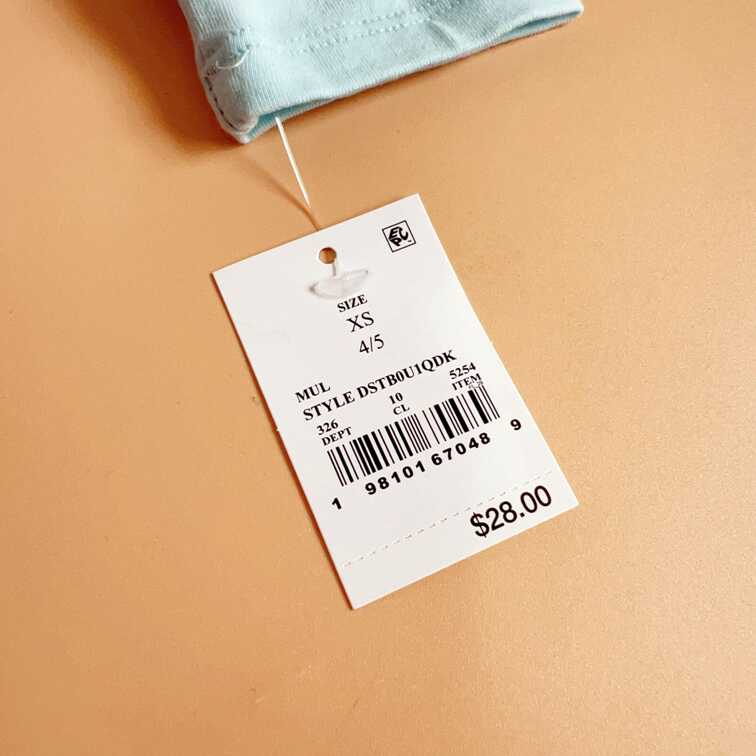 SIZE
XS
4/5
MUL
STYLE DSTB0U1QDK
326 10 5254
DEPT CL ITEM
1 98101 67048 9
$28.00